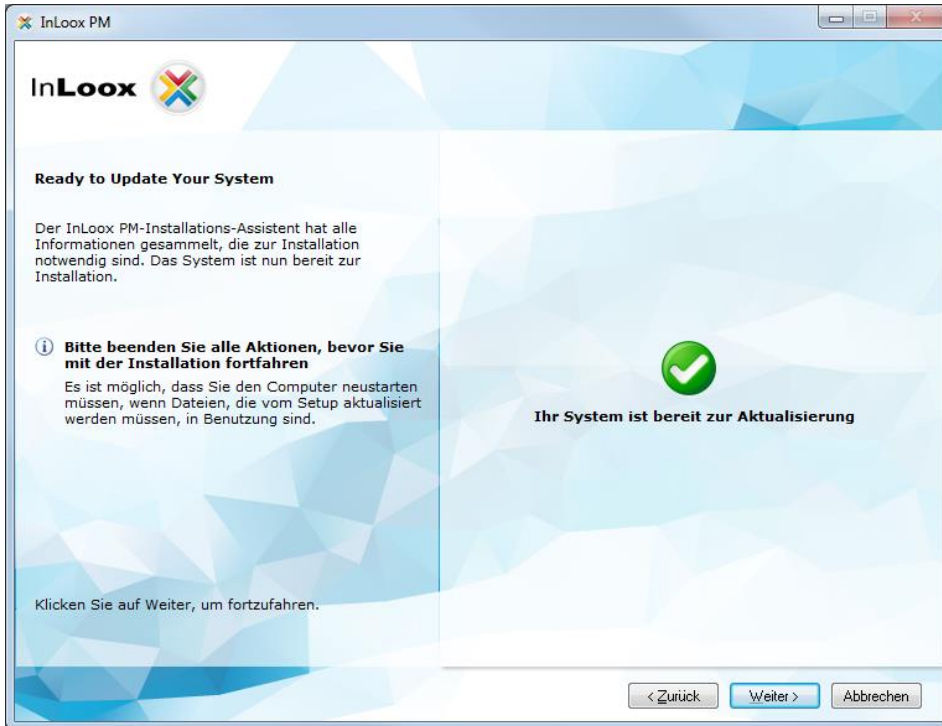 InLoox PM
InLoox
Ready to Update Your System
Der InLoox PM-Installations-Assistent hat alle
Informationen gesammelt, die zur Installation
notwendig sind. Das System ist nun bereit zur
Installation.
Bitte beenden Sie alle Aktionen, bevor Sie
mit der Installation fortfahren
Es ist möglich, dass Sie den Computer neustarten
müssen, wenn Dateien, die vom Setup aktualisiert
werden müssen, in Benutzung sind.
Ihr System ist bereit zur Aktualisierung
Klicken Sie auf Weiter, um fortzufahren.
< Zurück Weiter > Abbrechen